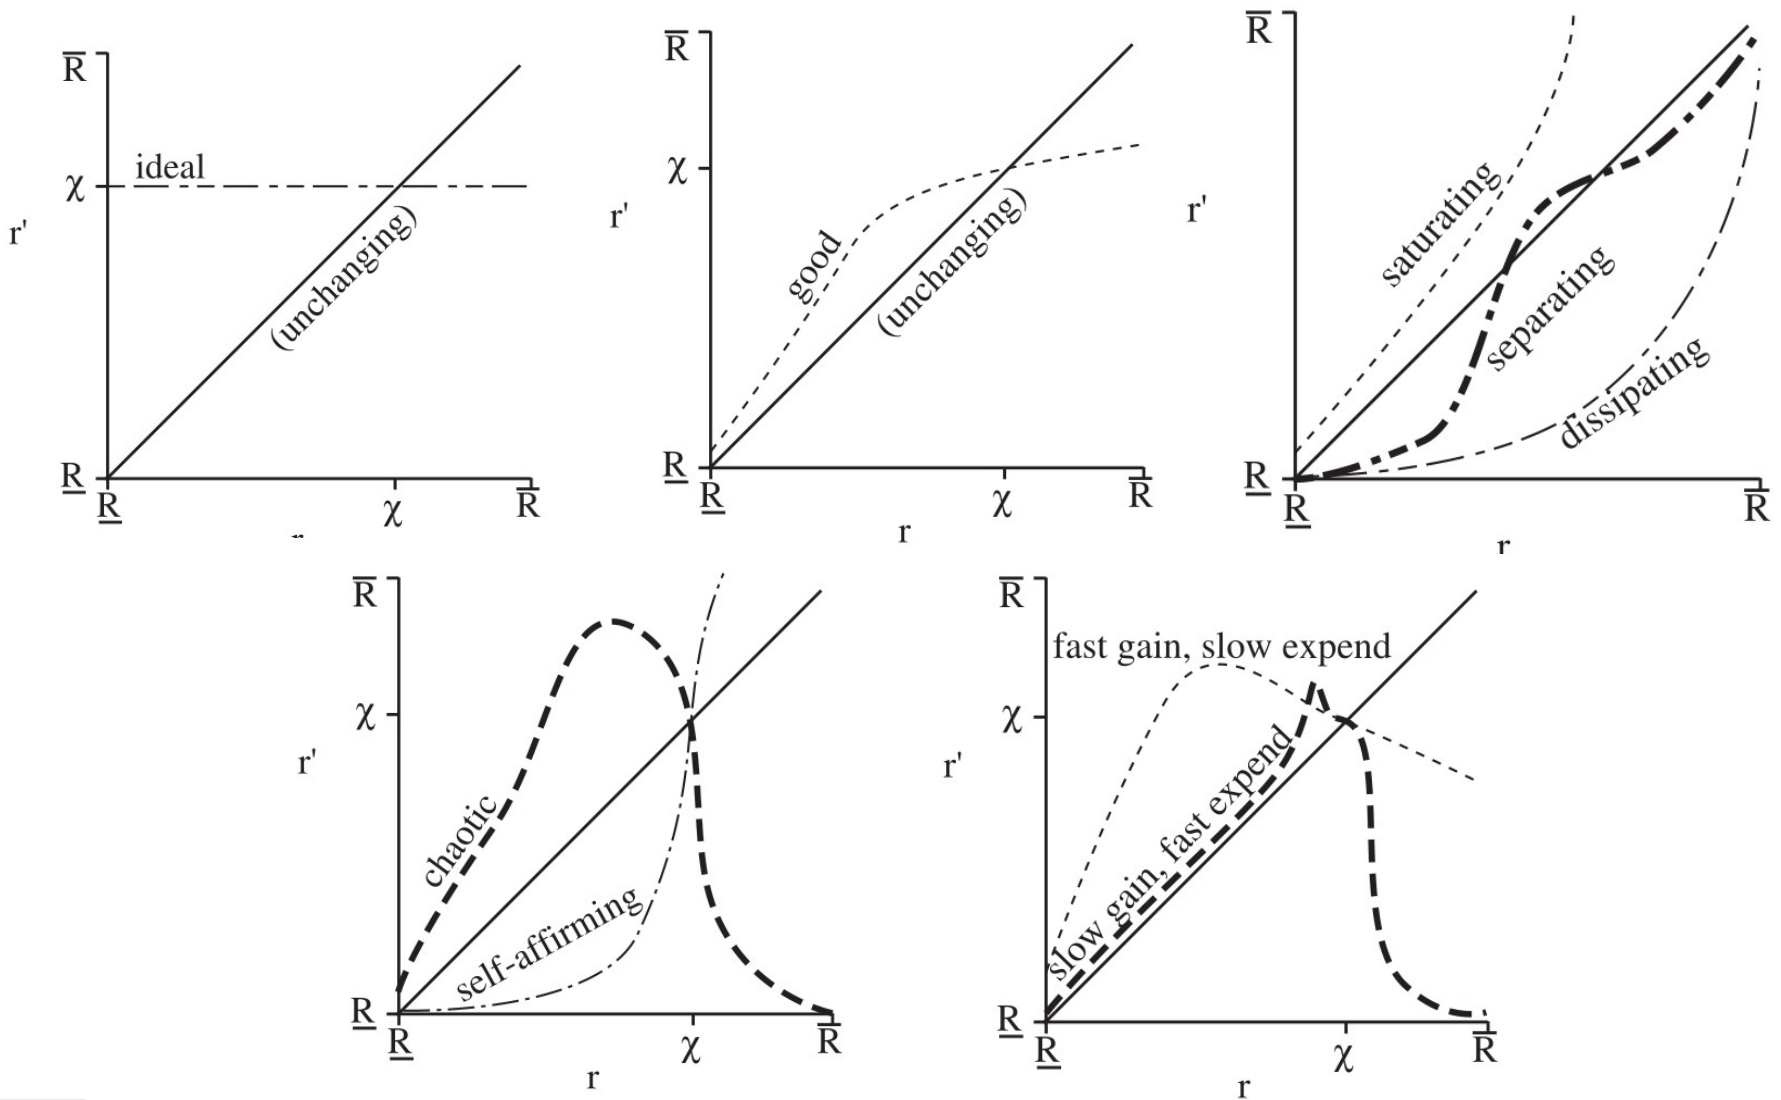 R̅
ideal
χ
r'
(unchanging)
R̲
R̲
χ
R̅
r
R̅
χ
r'
good
(unchanging)
R̲
R̲
χ
R̅
r
R̅
saturating
r'
separating
dissipating
R̲
R̲
R̅
r
R̅
χ
r'
chaotic
self-affirming
R̲
R̲
χ
R̅
r
R̅
fast gain, slow expend
χ
r'
slow gain, fast expend
R̲
R̲
χ
R̅
r